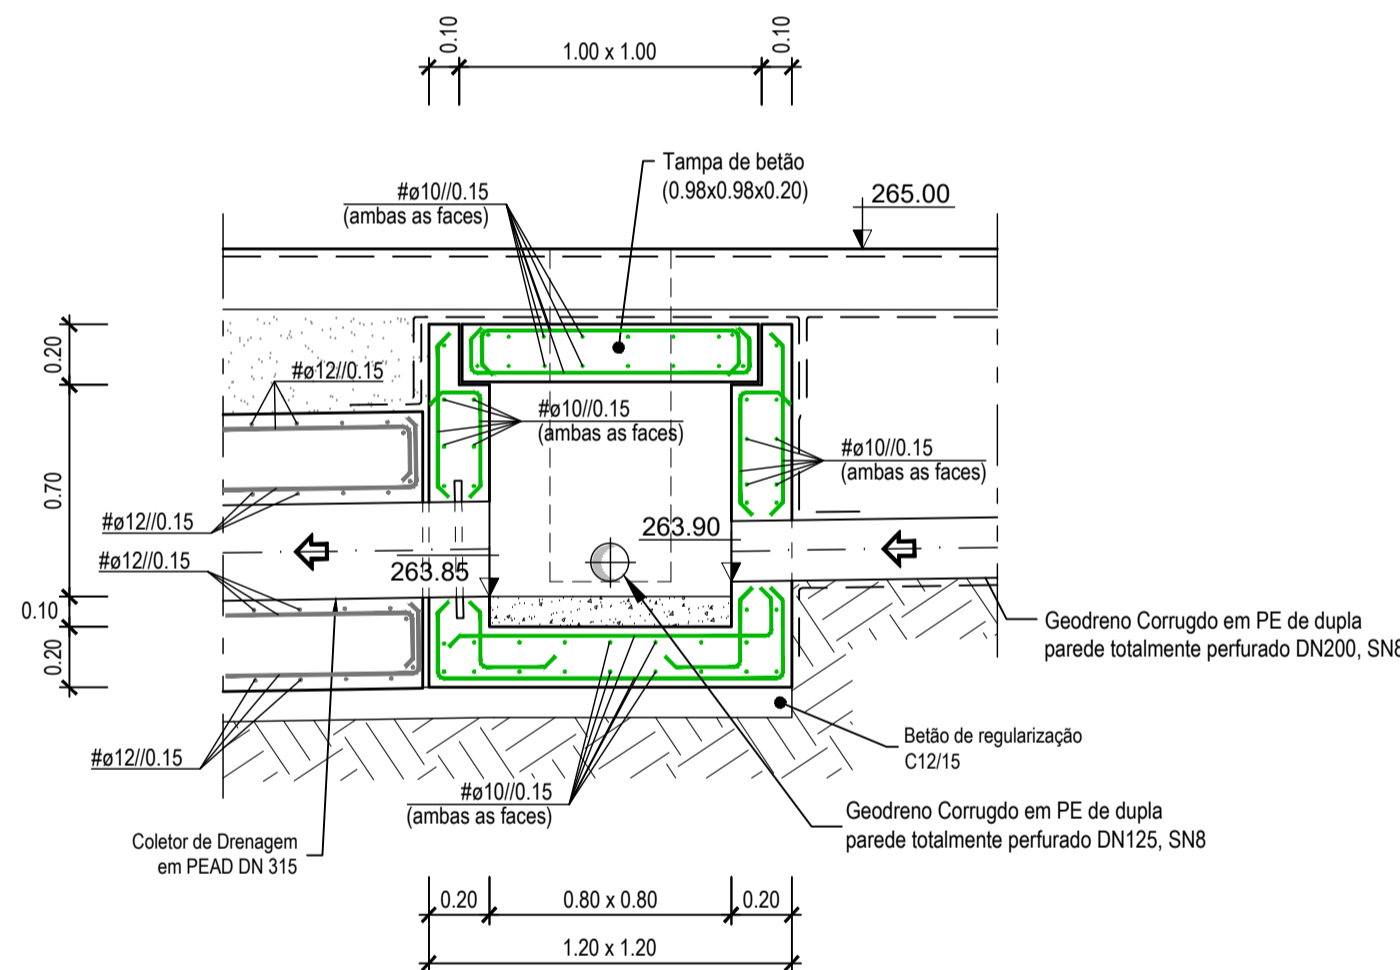 0.10
1.00 x 1.00
0.10
Tampa de betão
(0.98x0.98x0.20)
#ø10//0.15
(ambas as faces)
265.00
0.20
#ø12//0.15
#ø10//0.15
(ambas as faces)
#ø10//0.15
(ambas as faces)
0.70
#ø12//0.15
263.90
#ø12//0.15
263.85
0.10
0.20
Geodreno Corrugdo em PE de dupla
parede totalmente perfurado DN200, SN8
Betão de regularização
C12/15
#ø12//0.15
#ø10//0.15
(ambas as faces)
Geodreno Corrugdo em PE de dupla
parede totalmente perfurado DN125, SN8
Coletor de Drenagem
em PEAD DN 315
0.20
0.80 x 0.80
0.20
1.20 x 1.20